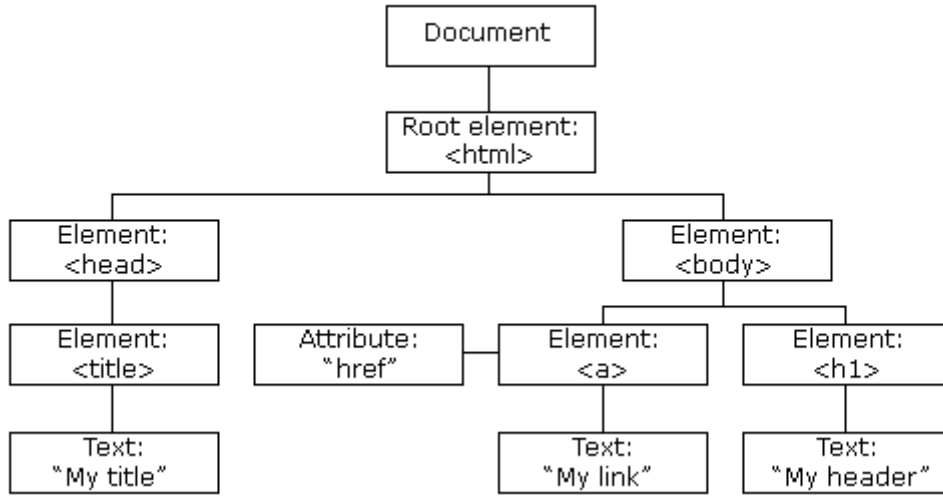 Document
Root element:
<html>
Element:
<head>
Element:
<body>
Element:
<title>
Attribute:
“href”
Element:
<a>
Element:
<h1>
Text:
“My title”
Text:
“My link”
Text:
“My header”